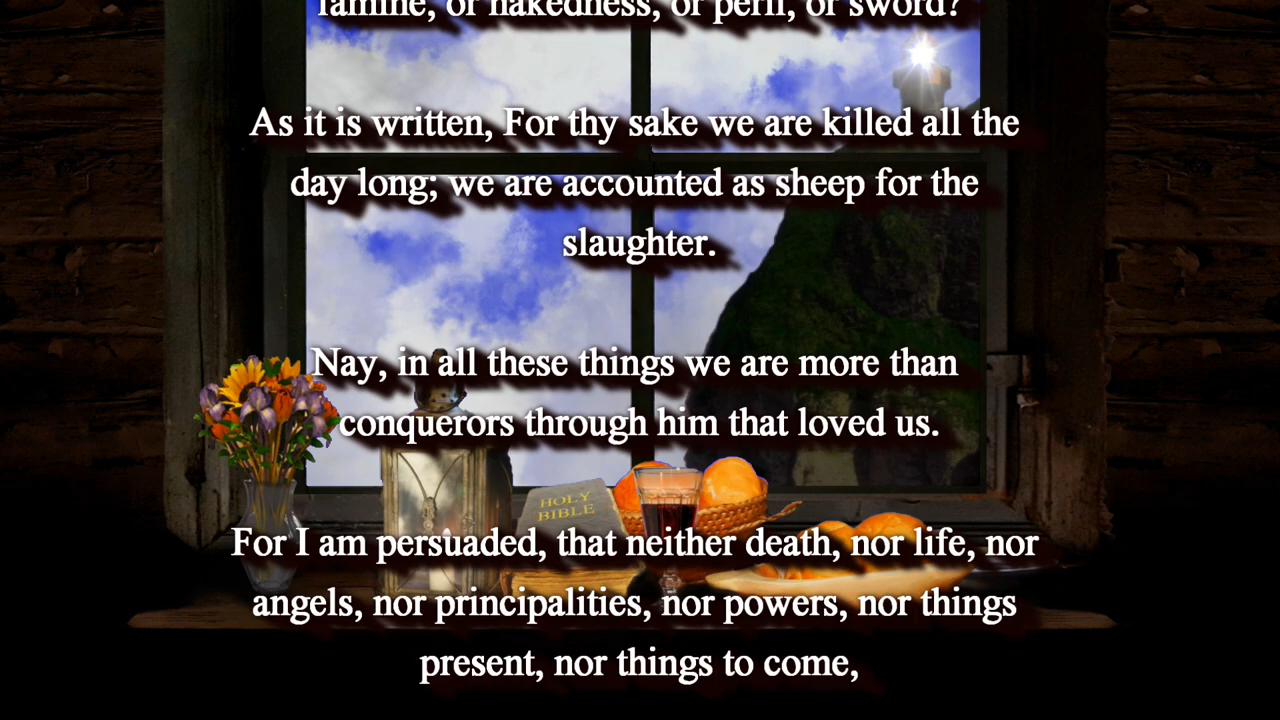 famine, or nakedness, or peril, or sword?
As it is written, For thy sake we are killed all the
day long; we are accounted as sheep for the
slaughter.
Nay, in all these things we are more than
conquerors through him that loved us.
HOLY
BIBLE
For I am persuaded, that neither death, nor life, nor
angels, nor principalities, nor powers, nor things
present, nor things to come,